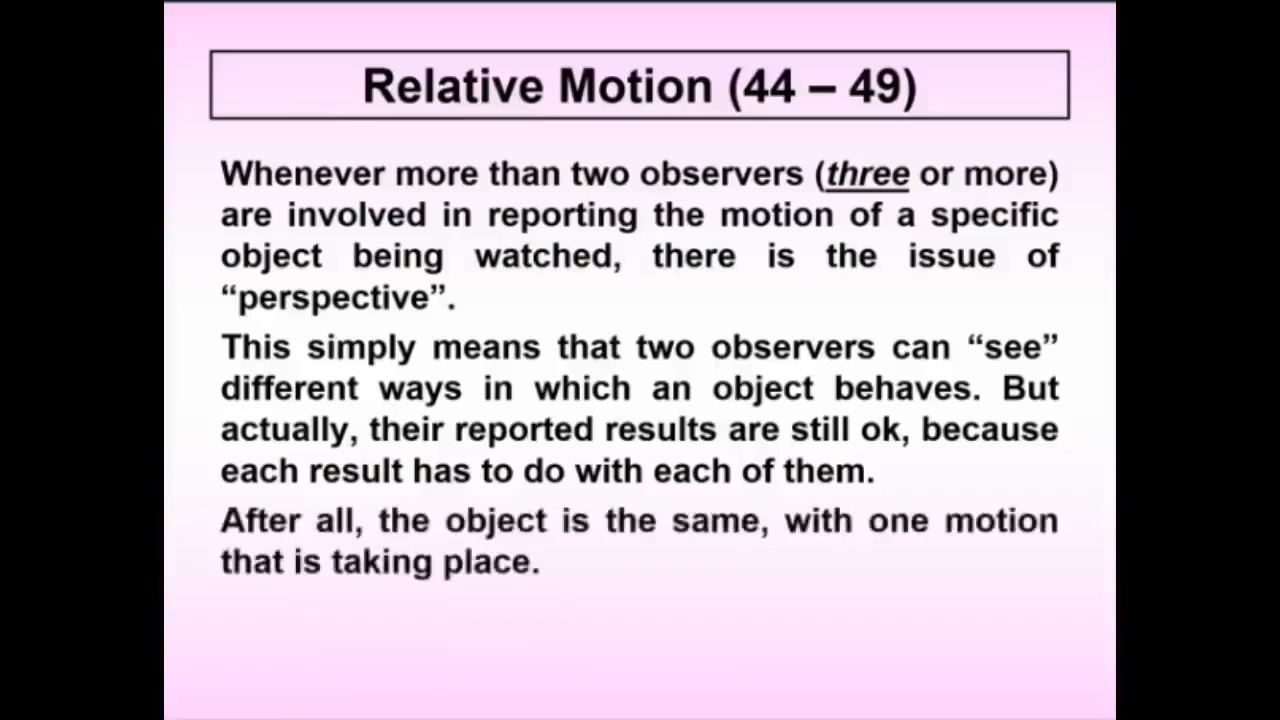 Relative Motion (44 – 49)
Whenever more than two observers (three or more)
are involved in reporting the motion of a specific
object being watched, there is the issue of
“perspective”.
This simply means that two observers can “see”
different ways in which an object behaves. But
actually, their reported results are still ok, because
each result has to do with each of them.
After all, the object is the same, with one motion
that is taking place.